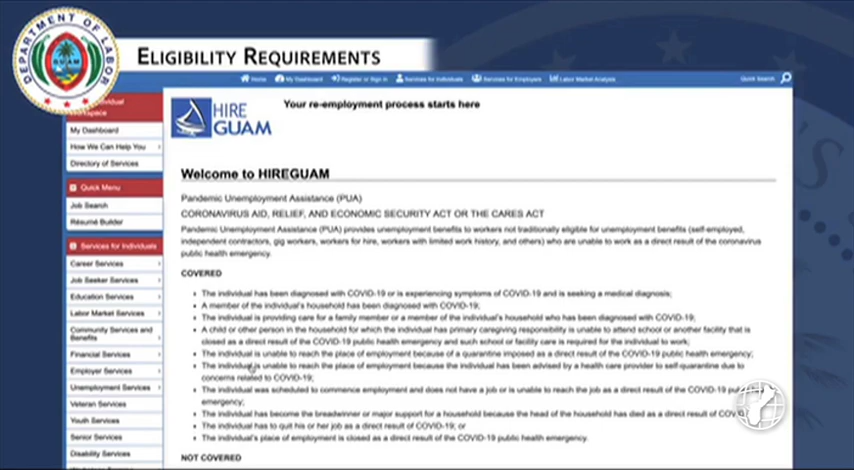 DEPARTMENT OF LABOR
GUAM
ELIGIBILITY REQUIREMENTS
Home
My Dashboard
Register or Sign in
Services for Individuals
Services for Employers
Labor Market Analysis
Quick Search
My Dashboard
How We Can Help You
Directory of Services
Quick Menu
Job Search
Résumé Builder
Services for Individuals
Career Services
Job Seeker Services
Education Services
Labor Market Services
Community Services and
Benefits
Financial Services
Employer Services
Unemployment Services
Veteran Services
Youth Services
Senior Services
Disability Services
HIRE
GUAM
Your re-employment process starts here
Welcome to HIREGUAM
Pandemic Unemployment Assistance (PUA)
CORONAVIRUS AID, RELIEF, AND ECONOMIC SECURITY ACT OR THE CARES ACT
Pandemic Unemployment Assistance (PUA) provides unemployment benefits to workers not traditionally eligible for unemployment benefits (self-employed,
independent contractors, gig workers, workers for hire, workers with limited work history, and others) who are unable to work as a direct result of the coronavirus
public health emergency.
COVERED
• The individual has been diagnosed with COVID-19 or is experiencing symptoms of COVID-19 and is seeking a medical diagnosis;
• A member of the individual's household has been diagnosed with COVID-19;
• The individual is providing care for a family member or a member of the individual's household who has been diagnosed with COVID-19;
• A child or other person in the household for which the individual has primary caregiving responsibility is unable to attend school or another facility that is
closed as a direct result of the COVID-19 public health emergency and such school or facility care is required for the individual to work;
• The individual is unable to reach the place of employment because of a quarantine imposed as a direct result of the COVID-19 public health emergency;
• The individual is unable to reach the place of employment because the individual has been advised by a health care provider to self-quarantine due to
concerns related to COVID-19;
• The individual was scheduled to commence employment and does not have a job or is unable to reach the job as a direct result of the COVID-19
emergency;
• The individual has become the breadwinner or major support for a household because the head of the household has died as a direct result of
• The individual has to quit his or her job as a direct result of COVID-19; or
• The individual's place of employment is closed as a direct result of the COVID-19 public health emergency.
NOT COVERED